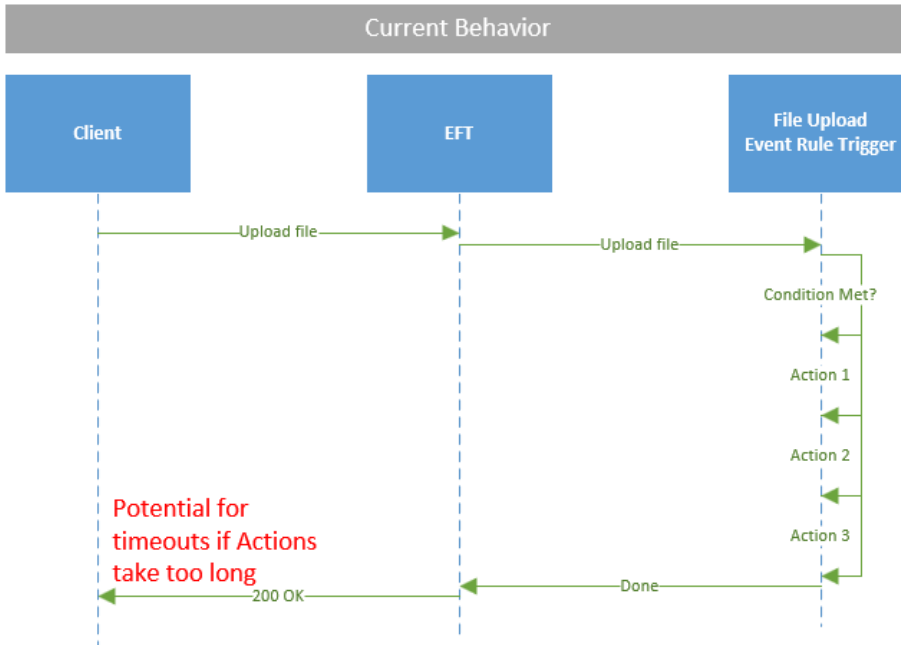 Current Behavior
Client
EFT
File Upload
Event Rule Trigger
Upload file
Upload file
Condition Met?
Action 1
Action 2
Action 3
Potential for
timeouts if Actions
take too long
Done
200 OK